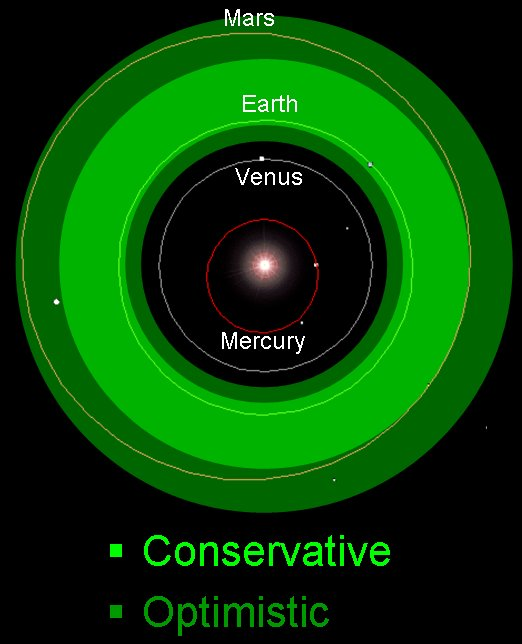 Mars
Earth
Venus
Mercury
Conservative
Optimistic